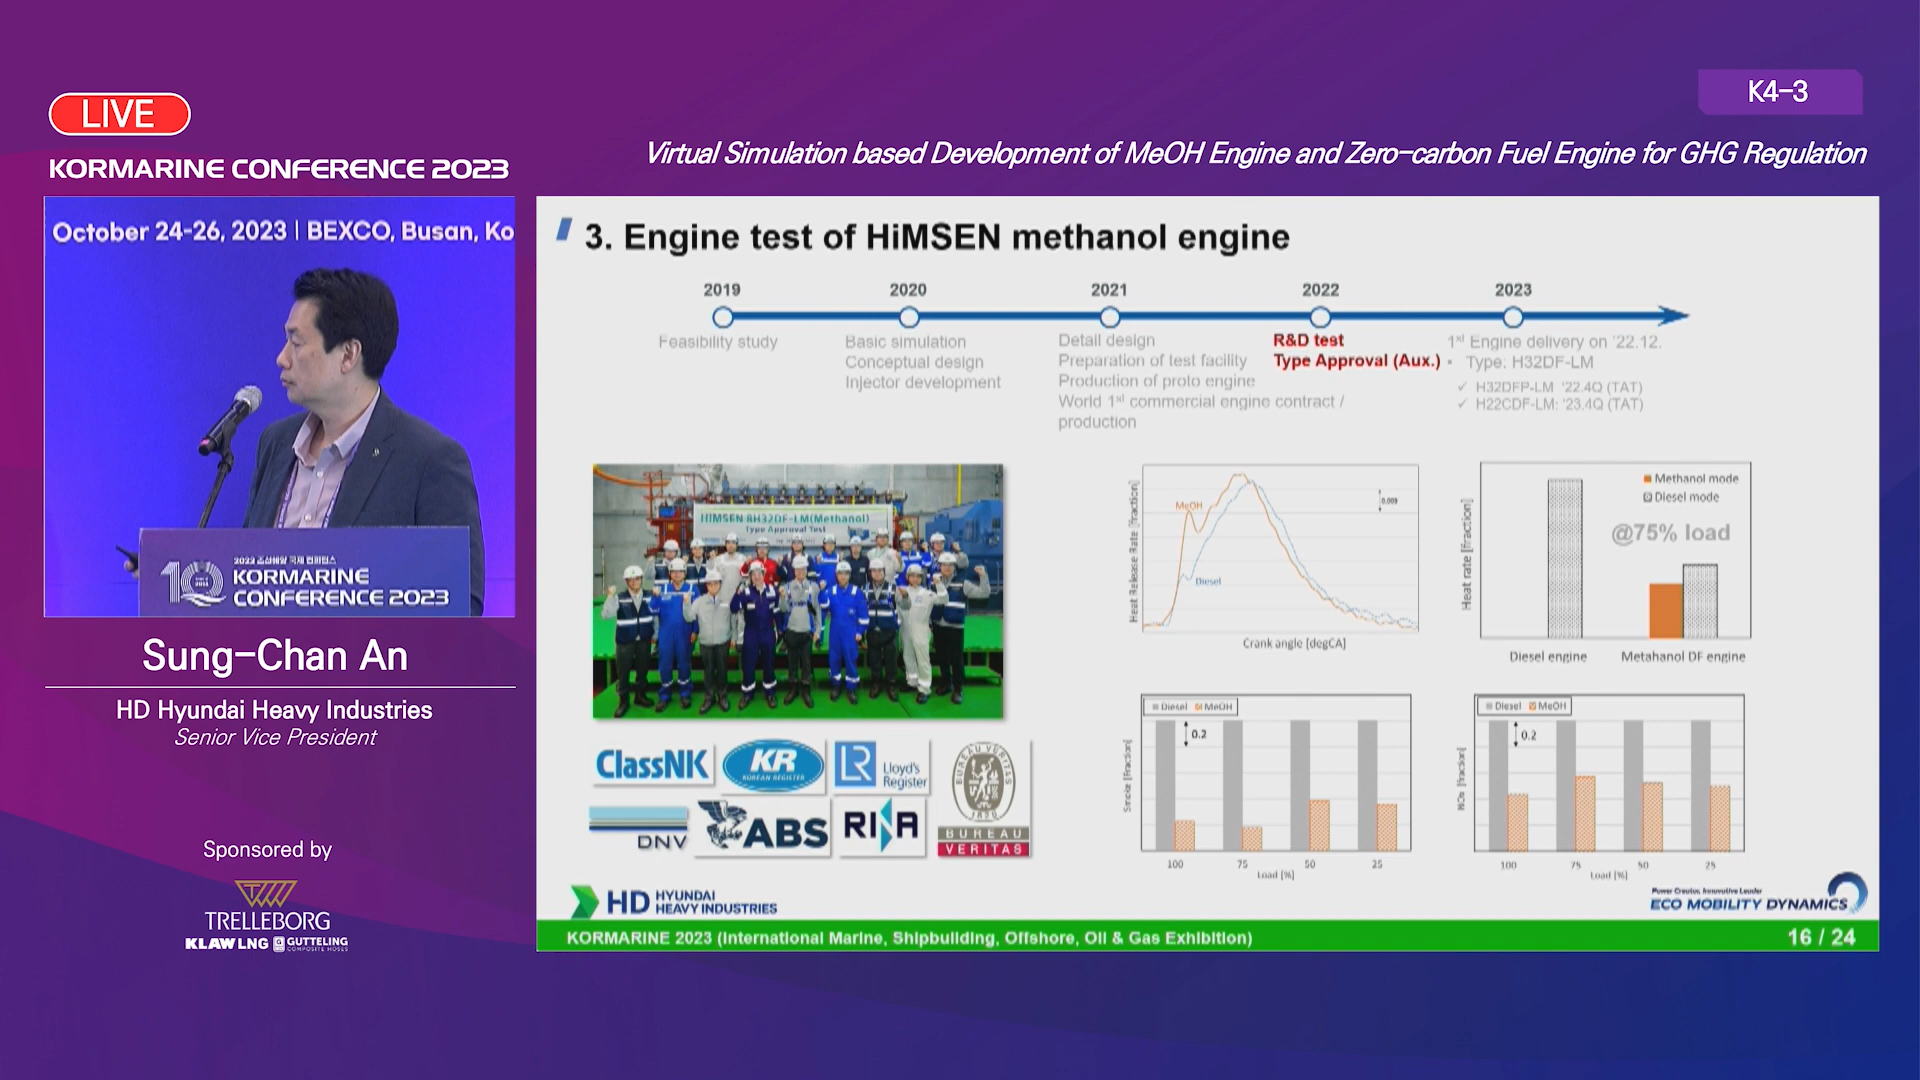 LIVE
KORMARINE CONFERENCE 2023
K4-3
Virtual Simulation based Development of MeOH Engine and Zero-carbon Fuel Engine for GHG Regulation
October 24-26, 2023 | BEXCO, Busan, Ko
2022 조선해양 국제 컨퍼런스
10
KORMARINE
CONFERENCE 2023
Sung-Chan An
HD Hyundai Heavy Industries
Senior Vice President
Sponsored by
TRELLEBORG
KLAW LNG GUTTELING
COMPOSITE HOSES
3. Engine test of HiMSEN methanol engine
2019
2020
2021
2022
2023
Feasibility study
Basic simulation
Conceptual design
Injector development
Detail design
Preparation of test facility
Production of proto engine
World 1st commercial engine contract /
production
R&D test
Type Approval (Aux.)
1st Engine delivery on '22.12.
• Type: H32DF-LM
✓ H32DFP-LM '22.4Q (TAT)
✓ H22CDF-LM: '23.4Q (TAT)
HiMSEN 8H32DF-LM(Methanol)
Type Approval Test
Heat Release Rate [fraction]
MeOH
Diesel
0.003
Crank angle [degCA]
Heat rate [fraction]
Methanol mode
Diesel mode
@75% load
Diesel engine
Metahanol DF engine
Smoke [Fraction]
Diesel MeOH
0.2
100 75 50 25
Load [%]
NOx [fraction]
Diesel MeOH
0.2
100 75 50 25
Load [%]
ClassNK
KR
KOREAN REGISTER
LR
Lloyd's
Register
BUREAU VERITAS
BUREAU
VERITAS
DNV
ABS
RINA
HD HYUNDAI
HEAVY INDUSTRIES
Power Creator, Innovative Leader
ECO MOBILITY DYNAMICS
KORMARINE 2023 (International Marine, Shipbuilding, Offshore, Oil & Gas Exhibition)
16 / 24